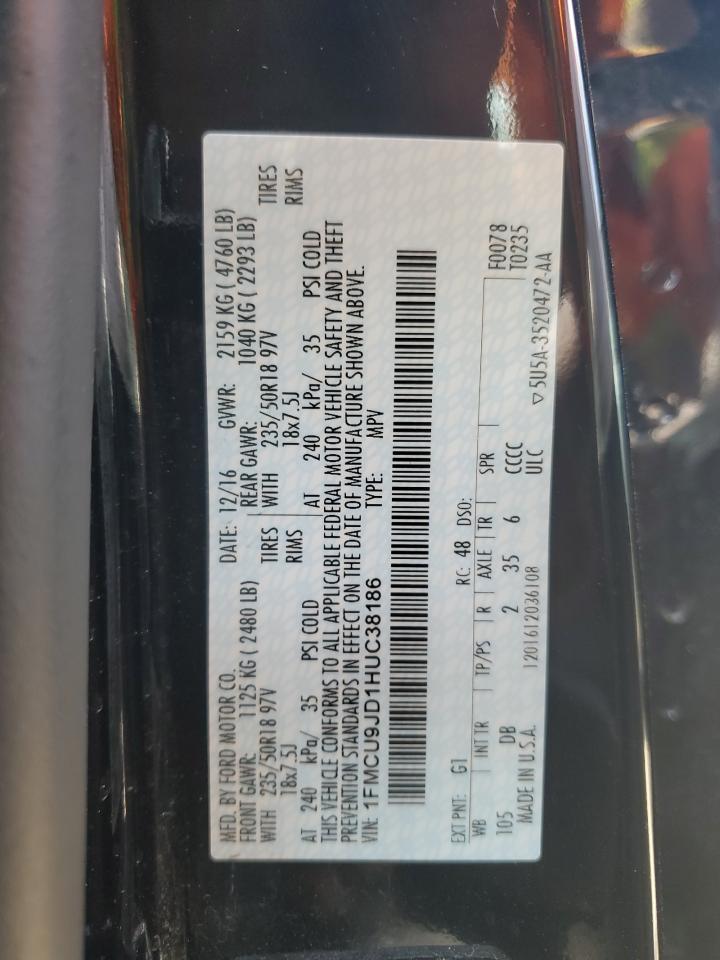 MFD. BY FORD MOTOR CO. DATE: 12/16 GVWR: 2159 KG ( 4760 LB)
FRONT GAWR: 1125 KG ( 2480 LB) REAR GAWR: 1040 KG ( 2293 LB)
WITH 235/50R18 97V TIRES WITH 235/50R18 97V TIRES
18x7.5J RIMS 18x7.5J RIMS
AT 240 kPa/ 35 PSI COLD AT 240 kPa/ 35 PSI COLD
THIS VEHICLE CONFORMS TO ALL APPLICABLE FEDERAL MOTOR VEHICLE SAFETY AND THEFT
PREVENTION STANDARDS IN EFFECT ON THE DATE OF MANUFACTURE SHOWN ABOVE.
VIN: 1FMCU9JD1HUC38186 TYPE: MPV
EXT PNT: G1 RC: 48 DSO: F0078
WB INT TR TP/PS R AXLE TR SPR T0235
105 DB 2 35 6 CCCC
MADE IN U.S.A. 1201612036108 ULC ▽5U5A-3520472-AA